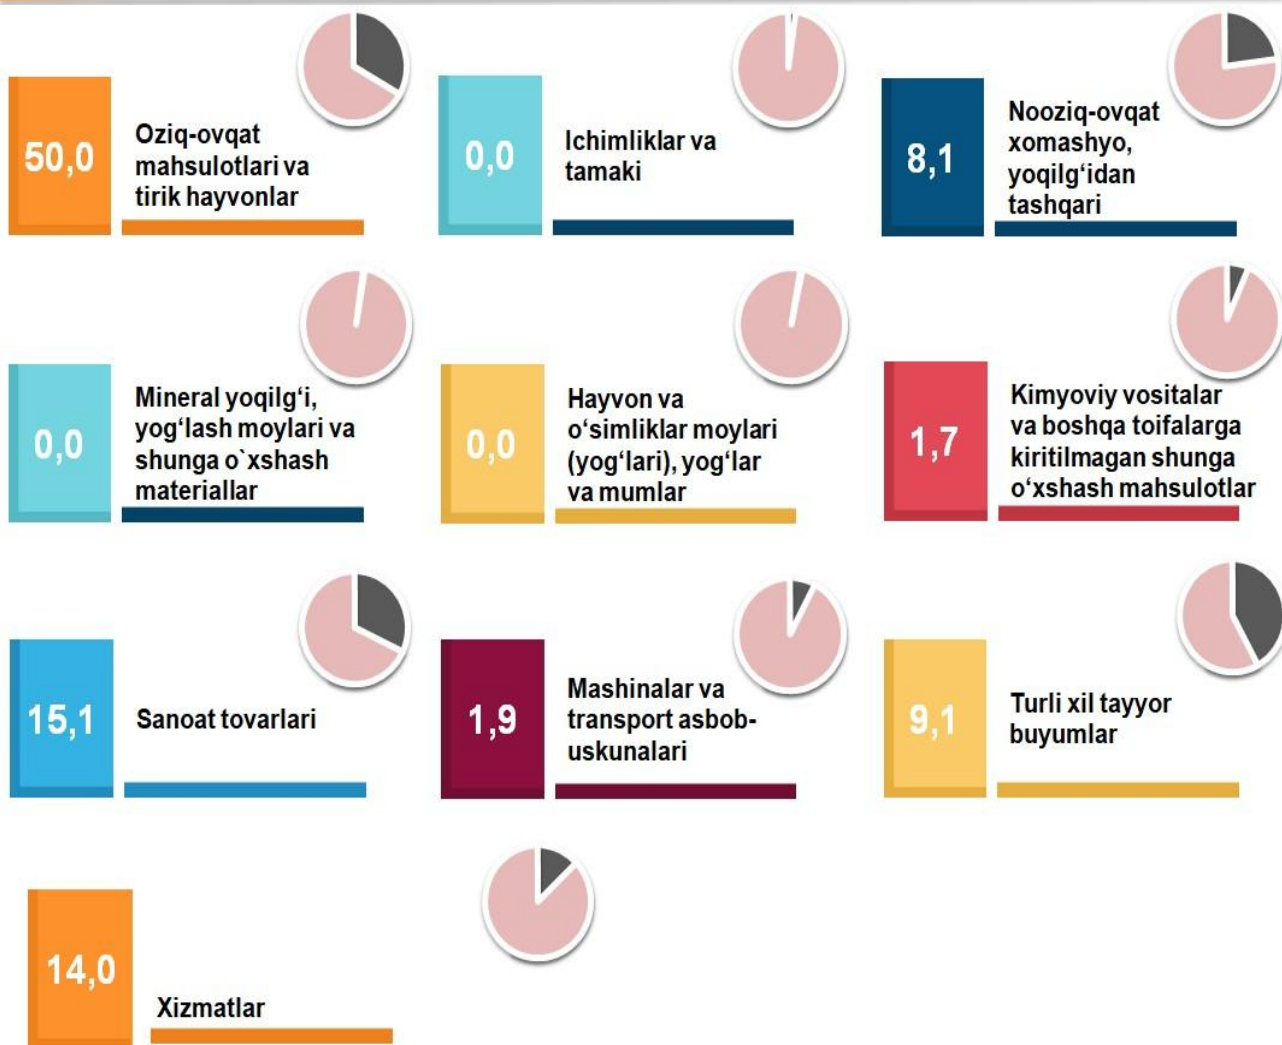 50,0
Oziq-ovqat
mahsulotlari va
tirik hayvonlar
0,0
Ichimliklar va
tamaki
8,1
Nooziq-ovqat
xomashyo,
yoqilg‘idan
tashqari
0,0
Mineral yoqilg‘i,
yog‘lash moylari va
shunga o`xshash
materiallar
0,0
Hayvon va
o‘simliklar moylari
(yog‘lari), yog‘lar
va mumlar
1,7
Kimyoviy vositalar
va boshqa toifalarga
kiritilmagan shunga
o‘xshash mahsulotlar
15,1
Sanoat tovarlari
1,9
Mashinalar va
transport asbob-
uskunalari
9,1
Turli xil tayyor
buyumlar
14,0
Xizmatlar